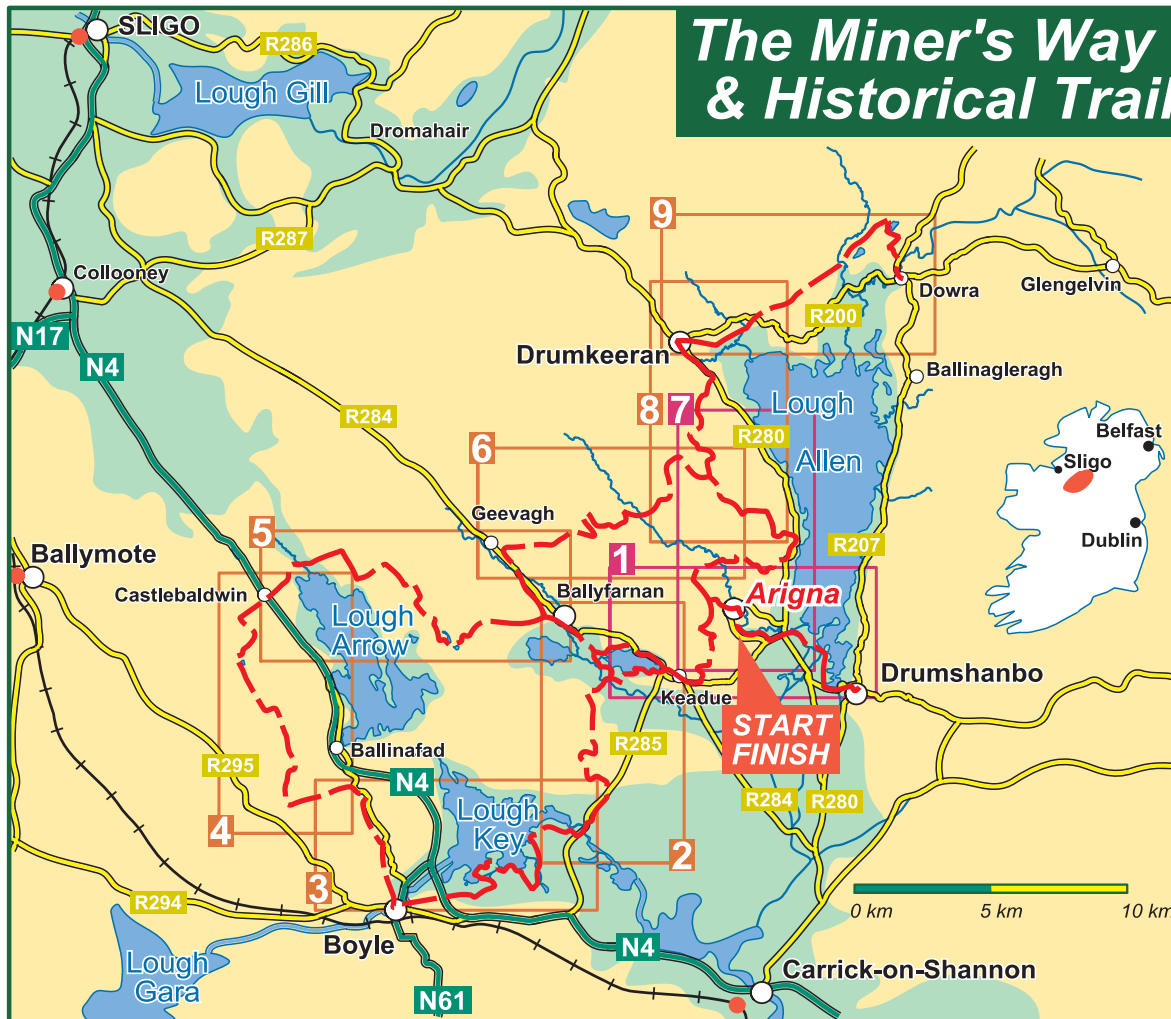 The Miner's Way
& Historical Trail
SLIGO
R286
Lough Gill
Dromahair
R287
Collooney
N17
N4
R284
9
Dowra
Glengelvin
R200
Drumkeeran
Ballinagleragh
8
7
Lough
Allen
R280
6
Geevagh
5
1
R207
Belfast
Sligo
Dublin
Ballymote
Castlebaldwin
Lough
Arrow
Ballyfarnan
Arigna
Keadue
Drumshanbo
START
FINISH
R285
Ballinafad
R295
N4
4
Lough
Key
2
R284
R280
3
R294
Boyle
0 km
5 km
10 km
N4
Lough
Gara
N61
Carrick-on-Shannon